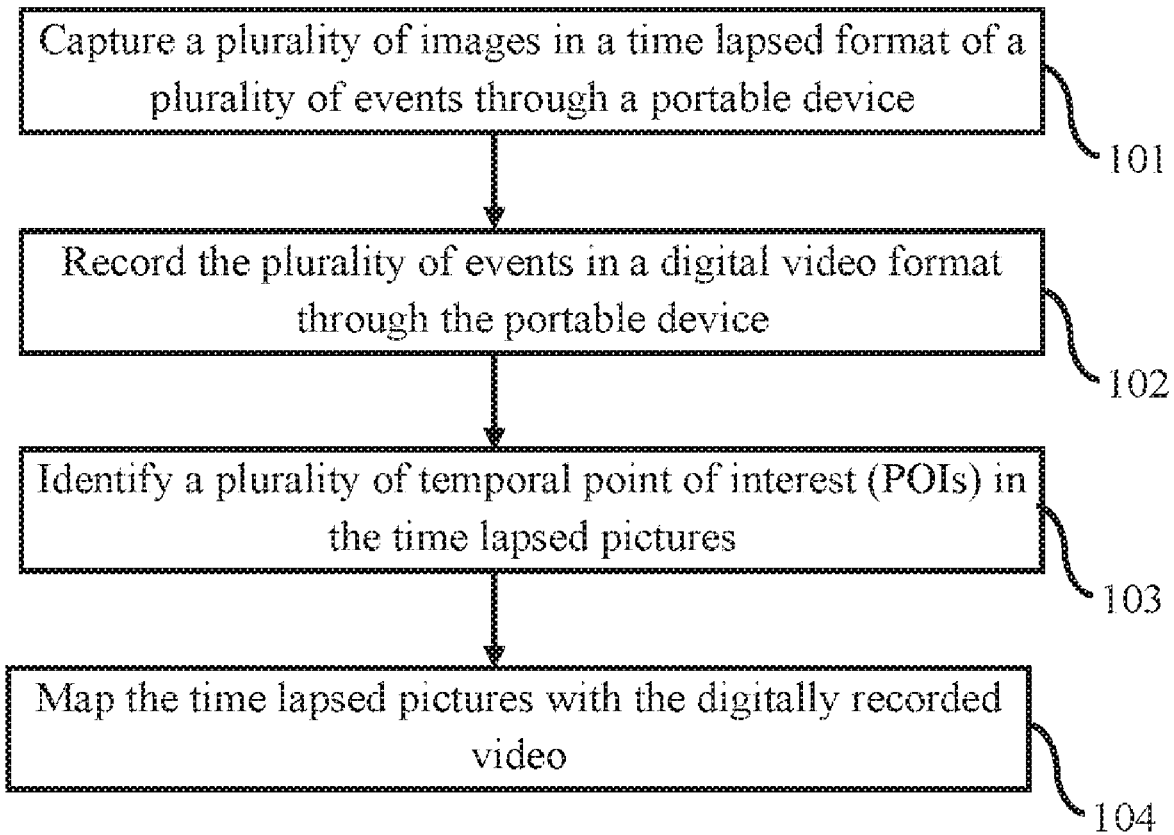 Capture a plurality of images in a time lapsed format of a
plurality of events through a portable device
101
Record the plurality of events in a digital video format
through the portable device
102
Identify a plurality of temporal point of interest (POIs) in
the time lapsed pictures
103
Map the time lapsed pictures with the digitally recorded
video
104